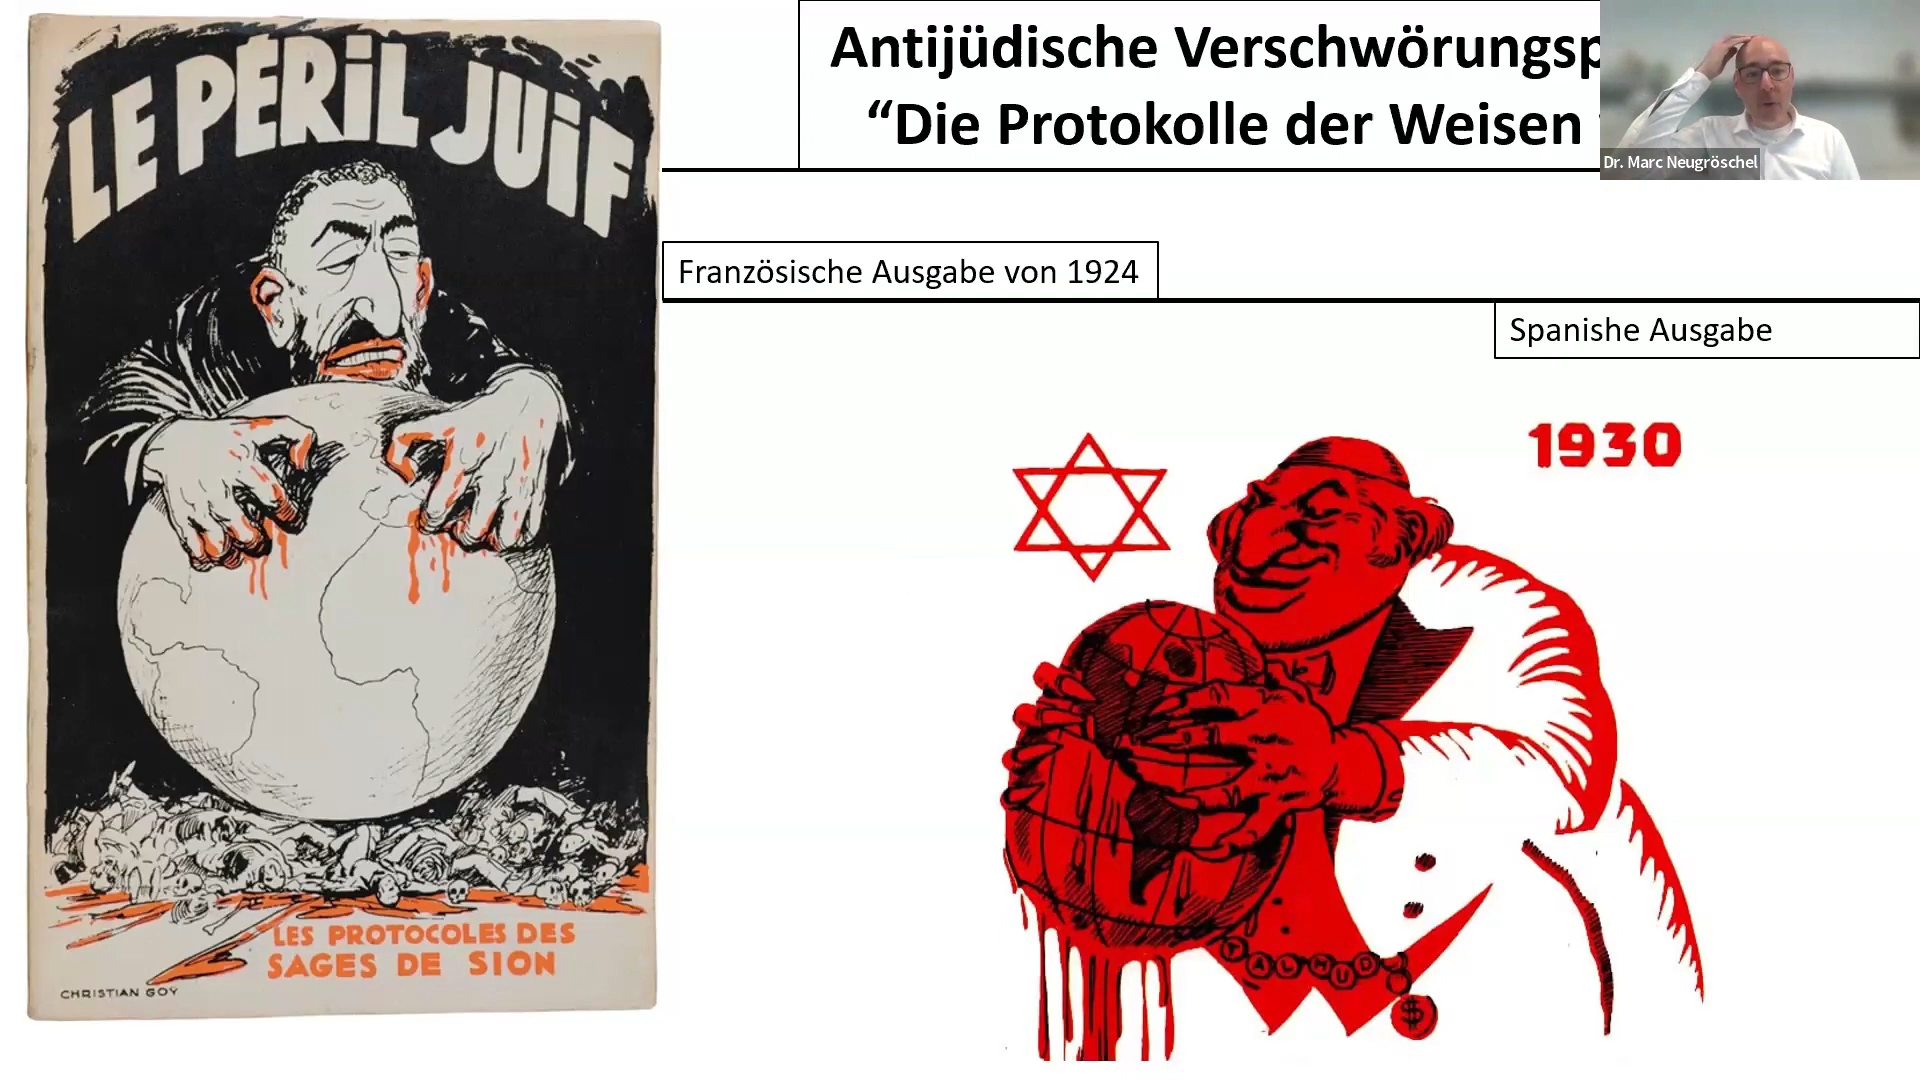 LE PÉRIL JUIF
LES PROTOCOLES DES
SAGES DE SION
CHRISTIAN GOY
Antijüdische
“Die Protokolle der Weisen
Dr. Marc Neugröschel
Französische Ausgabe von 1924
Spanishe Ausgabe
1930
TALMUD
$